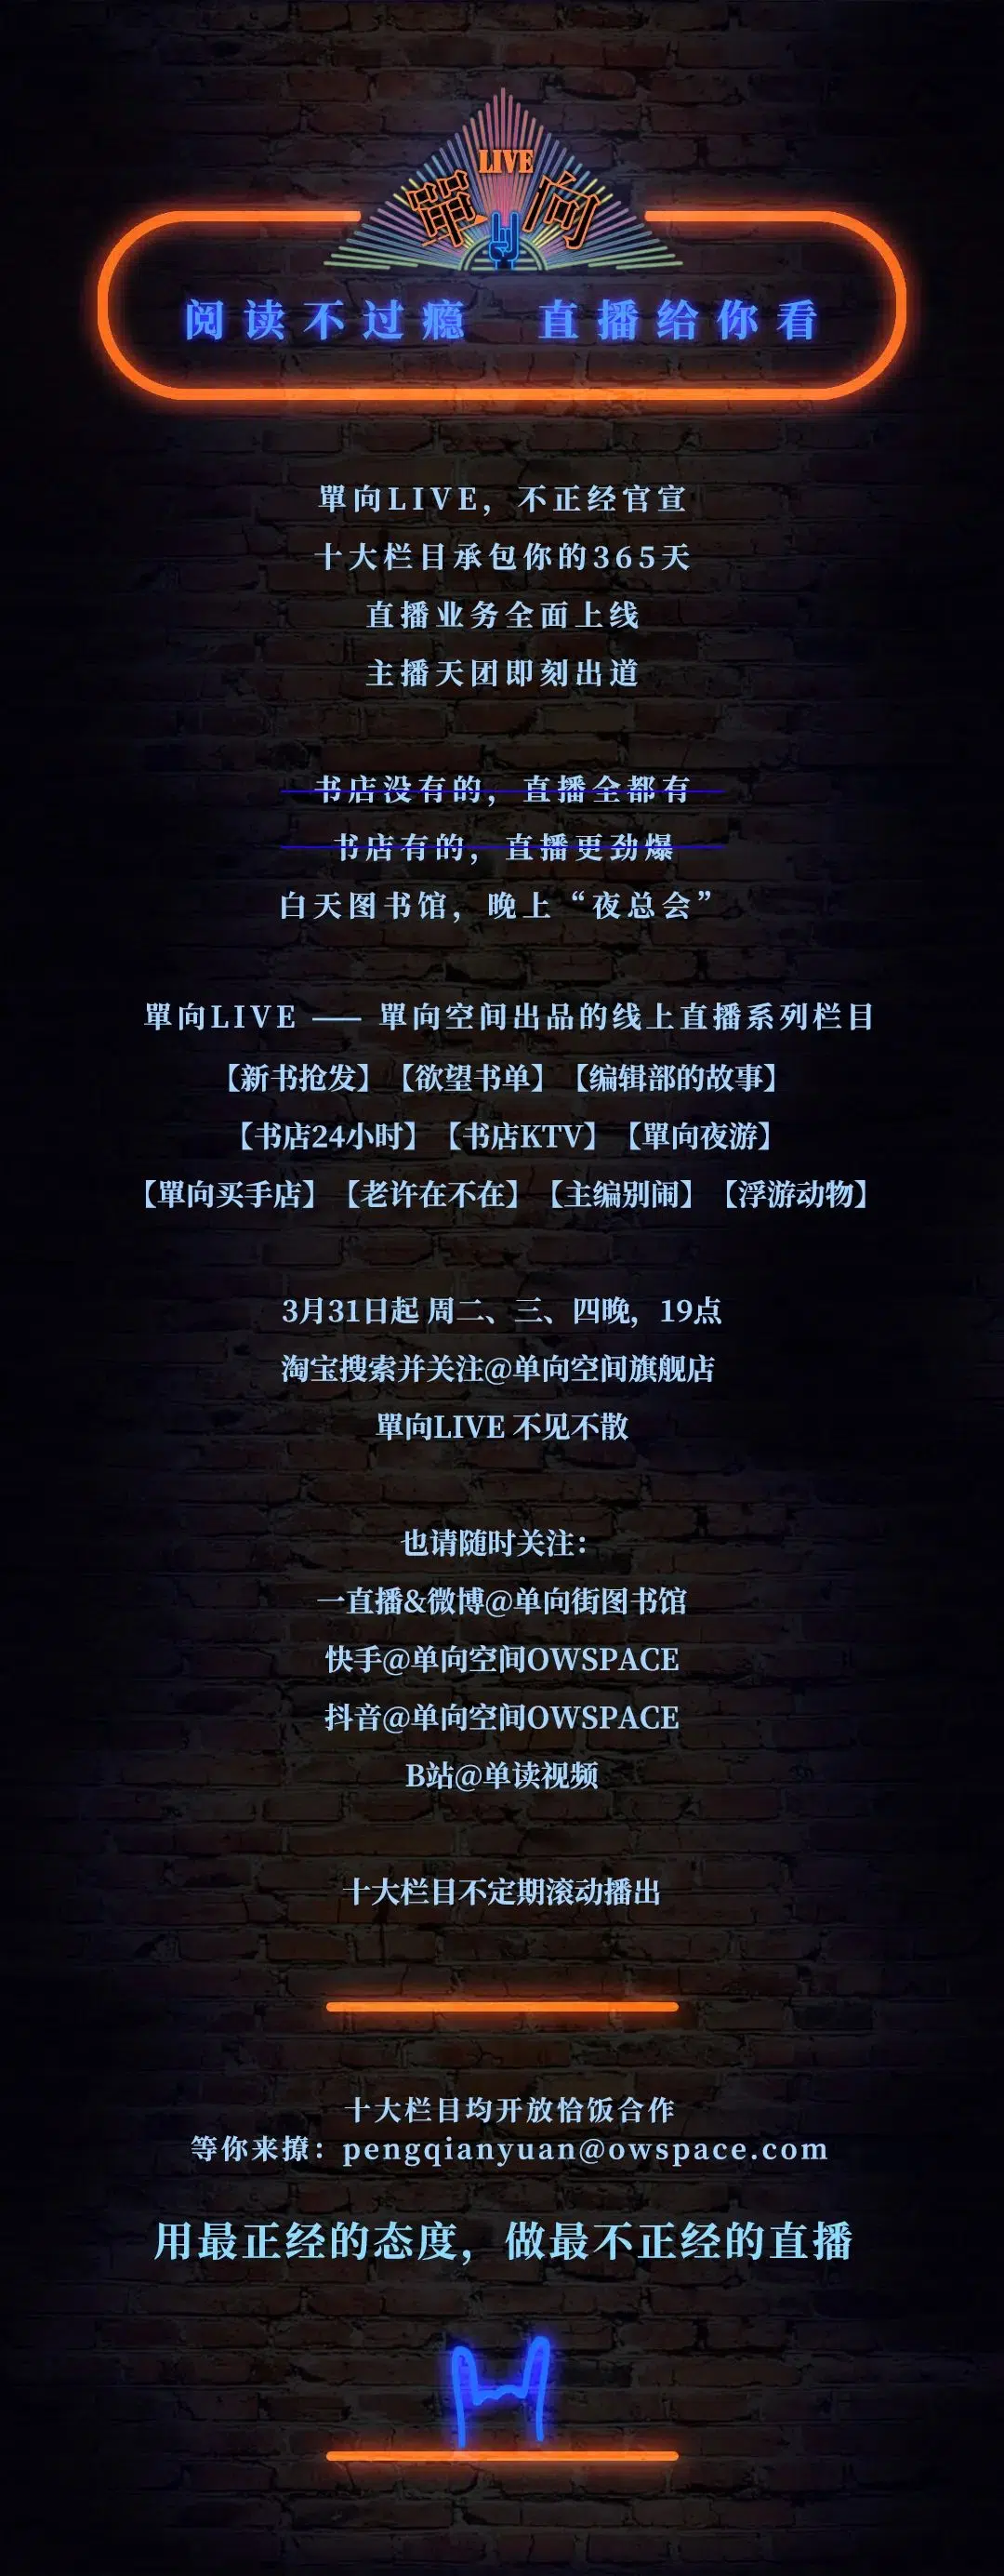 LIVE
單向
阅读不过瘾 直播给你看
單向LIVE，不正经官宣
十大栏目承包你的365天
直播业务全面上线
主播天团即刻出道
书店没有的，直播全都有
书店有的，直播更劲爆
白天图书馆，晚上“夜总会”
單向LIVE —— 單向空间出品的线上直播系列栏目
【新书抢发】【欲望书单】【编辑部的故事】
【书店24小时】【书店KTV】【單向夜游】
【單向买手店】【老许在不在】【主编别闹】【浮游动物】
3月31日起 周二、三、四晚，19点
淘宝搜索并关注@单向空间旗舰店
單向LIVE 不见不散
也请随时关注：
一直播&微博@单向街图书馆
快手@单向空间OWSPACE
抖音@单向空间OWSPACE
B站@单读视频
十大栏目不定期滚动播出
十大栏目均开放恰饭合作
等你来撩：pengqianyuan@owspace.com
用最正经的态度，做最不正经的直播